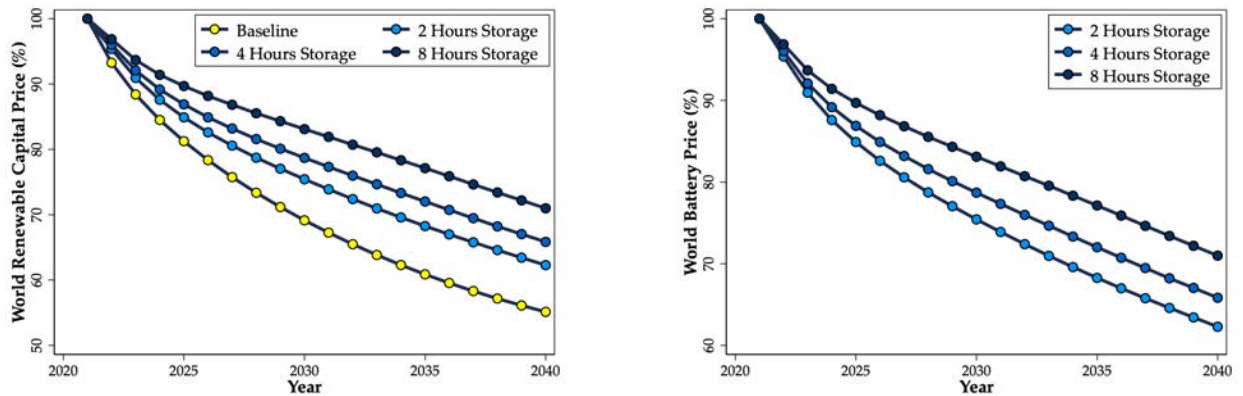 World Renewable Capital Price (%)
100
90
80
70
60
50
Baseline
2 Hours Storage
4 Hours Storage
8 Hours Storage
2020
2025
2030
2035
2040
Year
World Battery Price (%)
100
90
80
70
60
2 Hours Storage
4 Hours Storage
8 Hours Storage
2020
2025
2030
2035
2040
Year